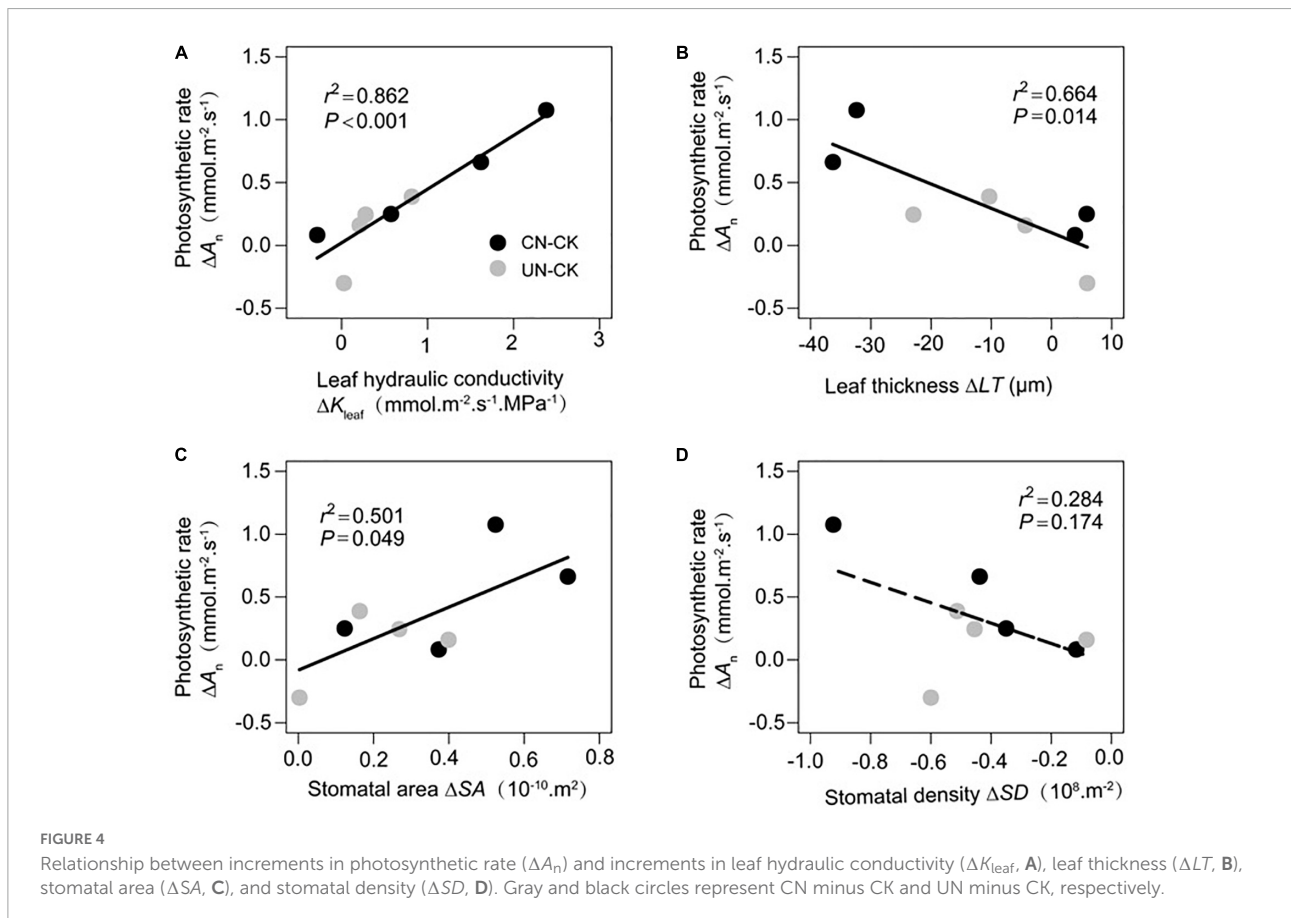 A
1.5
1.0
0.5
0.0
-0.5
Photosynthetic rate
ΔAn (mmol.m⁻².s⁻¹)
r²=0.862
P<0.001
CN-CK
UN-CK
0 1 2 3
Leaf hydraulic conductivity
ΔKleaf (mmol.m⁻².s⁻¹.MPa⁻¹)
B
1.5
1.0
0.5
0.0
-0.5
Photosynthetic rate
ΔAn (mmol.m⁻².s⁻¹)
r²=0.664
P=0.014
-40 -30 -20 -10 0 10
Leaf thickness ΔLT (μm)
C
1.5
1.0
0.5
0.0
-0.5
Photosynthetic rate
ΔAn (mmol.m⁻².s⁻¹)
r²=0.501
P=0.049
0.0 0.2 0.4 0.6 0.8
Stomatal area ΔSA (10⁻¹⁰.m²)
D
1.5
1.0
0.5
0.0
-0.5
Photosynthetic rate
ΔAn (mmol.m⁻².s⁻¹)
r²=0.284
P=0.174
-1.0 -0.8 -0.6 -0.4 -0.2 0.0
Stomatal density ΔSD (10⁸.m⁻²)
FIGURE 4
Relationship between increments in photosynthetic rate (ΔAn) and increments in leaf hydraulic conductivity (ΔKleaf, A), leaf thickness (ΔLT, B),
stomatal area (ΔSA, C), and stomatal density (ΔSD, D). Gray and black circles represent CN minus CK and UN minus CK, respectively.